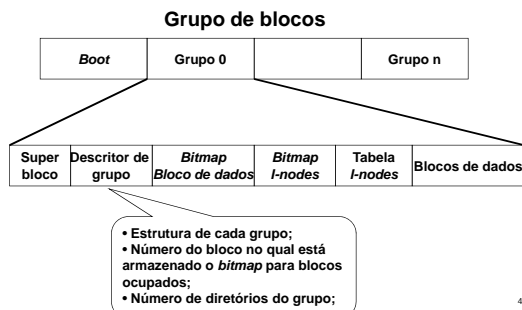 Grupo de blocos
Boot Grupo 0 Grupo n
Super bloco
Descritor de grupo
Bitmap Bloco de dados
Bitmap I-nodes
Tabela I-nodes
Blocos de dados
• Estrutura de cada grupo;
• Número do bloco no qual está
armazenado o bitmap para blocos
ocupados;
• Número de diretórios do grupo;
4